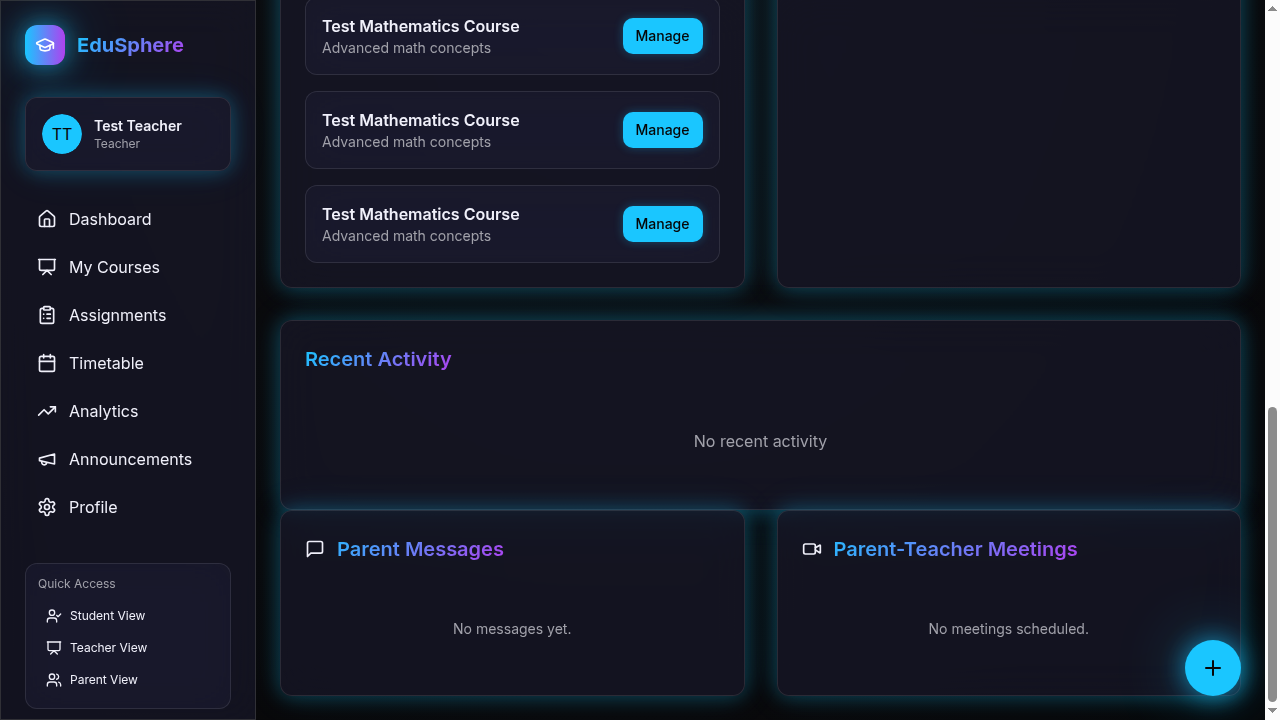 EduSphere
TT
Test Teacher
Teacher
Dashboard
My Courses
Assignments
Timetable
Analytics
Announcements
Profile
Quick Access
Student View
Teacher View
Parent View
Test Mathematics Course
Advanced math concepts
Manage
Test Mathematics Course
Advanced math concepts
Manage
Test Mathematics Course
Advanced math concepts
Manage
Recent Activity
No recent activity
Parent Messages
No messages yet.
Parent-Teacher Meetings
No meetings scheduled.